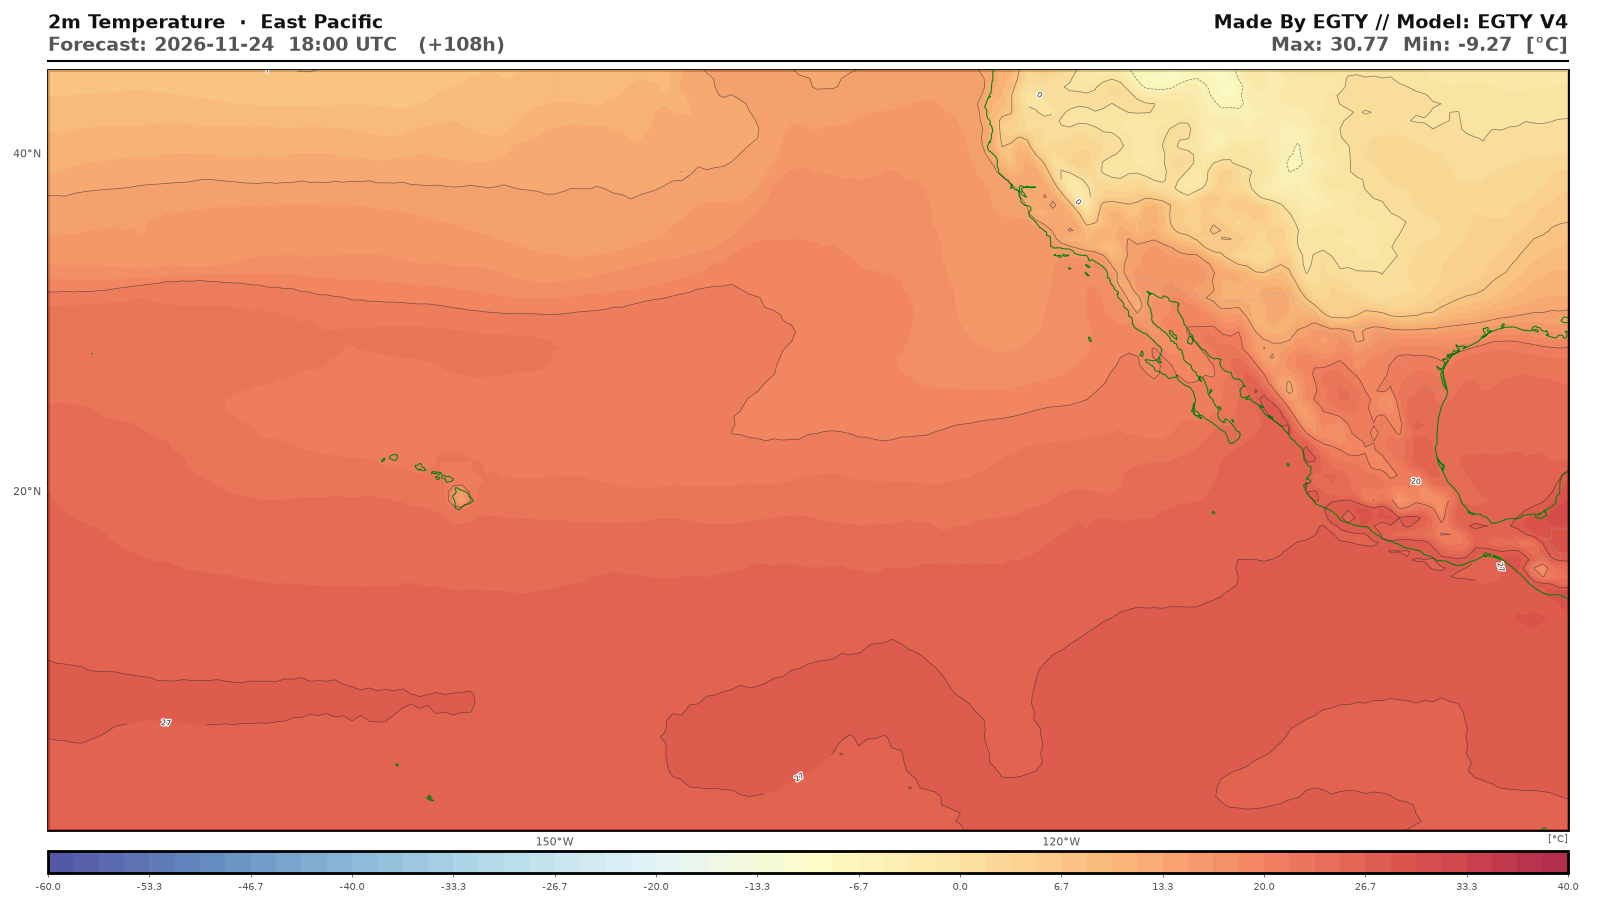 2m Temperature · East Pacific
Made By EGTY // Model: EGTY V4
Forecast: 2026-11-24 18:00 UTC (+108h)
Max: 30.77 Min: -9.27 [°C]
0
40°N
0
20
20°N
27
27
150°W
120°W
[°C]
-60.0 -53.3 -46.7 -40.0 -33.3 -26.7 -20.0 -13.3 -6.7 0.0 6.7 13.3 20.0 26.7 33.3 40.0